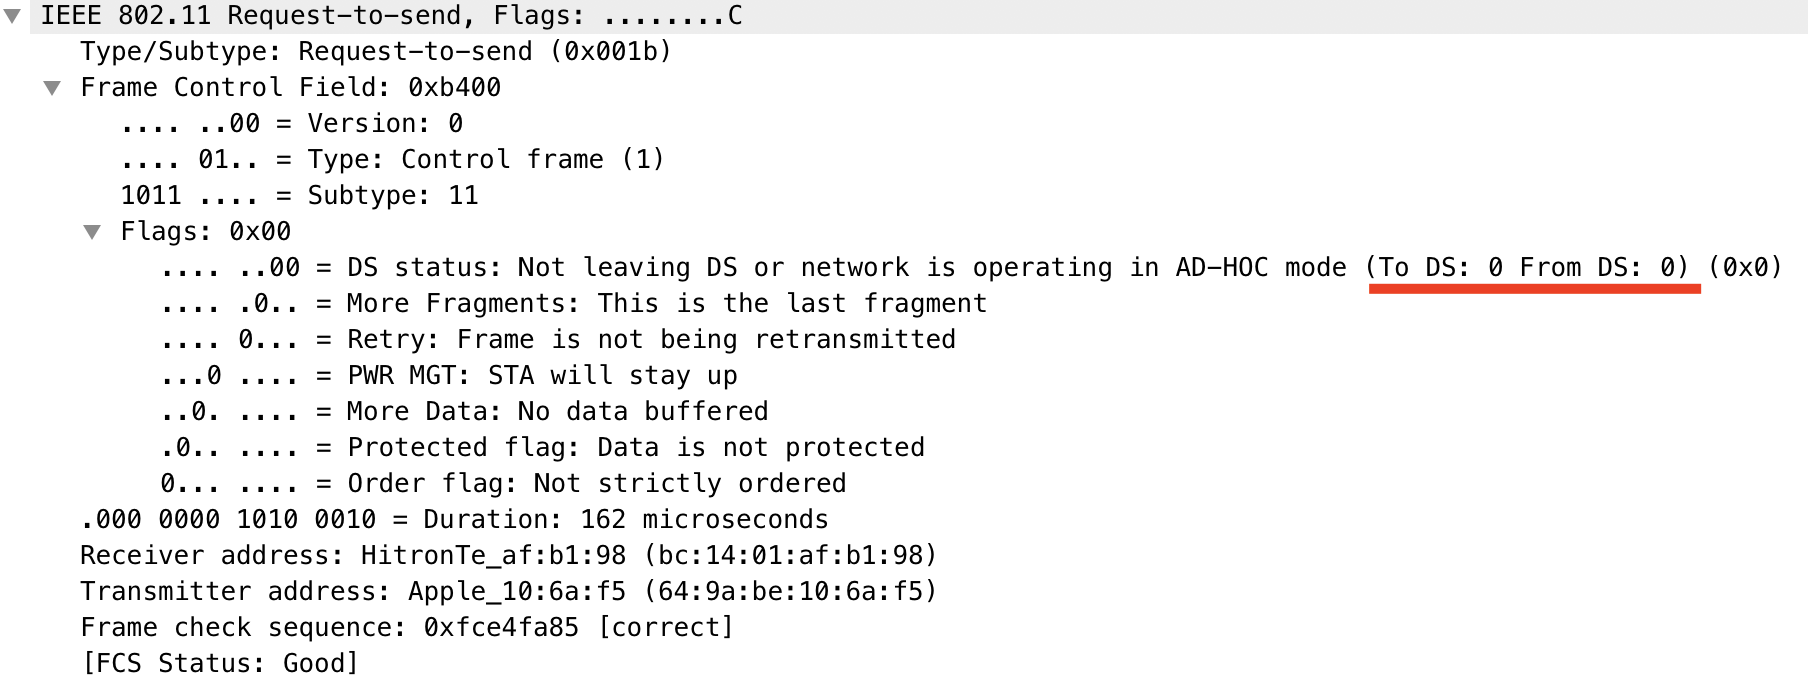 IEEE 802.11 Request-to-send, Flags: ........C
Type/Subtype: Request-to-send (0x001b)
Frame Control Field: 0xb400
.... ..00 = Version: 0
.... 01.. = Type: Control frame (1)
1011 .... = Subtype: 11
Flags: 0x00
.... ..00 = DS status: Not leaving DS or network is operating in AD-HOC mode (To DS: 0 From DS: 0) (0x0)
.... .0.. = More Fragments: This is the last fragment
.... 0... = Retry: Frame is not being retransmitted
...0 .... = PWR MGT: STA will stay up
..0. .... = More Data: No data buffered
.0.. .... = Protected flag: Data is not protected
0... .... = Order flag: Not strictly ordered
.000 0000 1010 0010 = Duration: 162 microseconds
Receiver address: HitronTe_af:b1:98 (bc:14:01:af:b1:98)
Transmitter address: Apple_10:6a:f5 (64:9a:be:10:6a:f5)
Frame check sequence: 0xfce4fa85 [correct]
[FCS Status: Good]